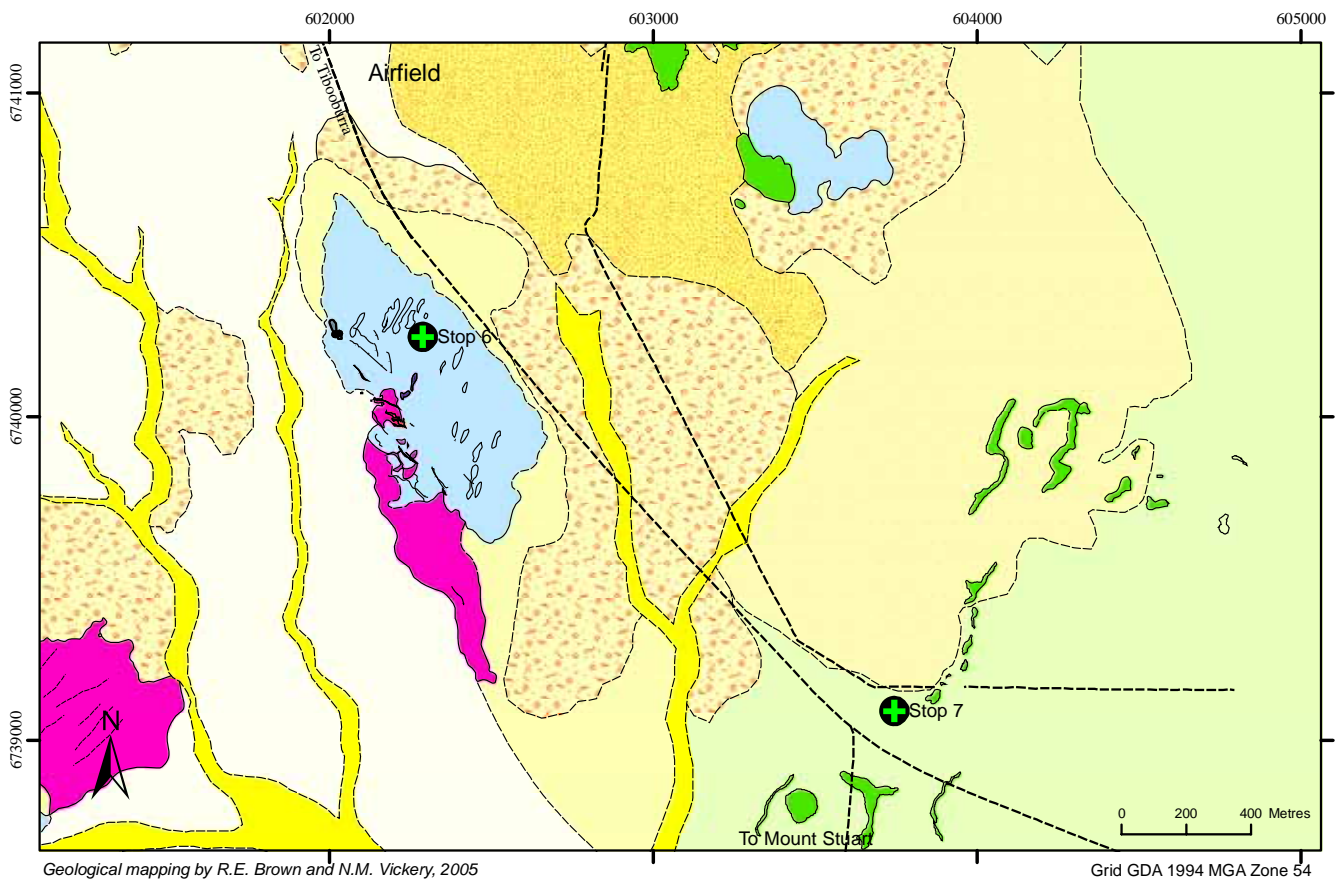 602000
603000
604000
605000
6741000
6740000
6739000
To Tibooburra
Airfield
Stop 6
Stop 7
N
0 200 400 Metres
To Mount Stuart
Geological mapping by R.E. Brown and N.M. Vickery, 2005
Grid GDA 1994 MGA Zone 54